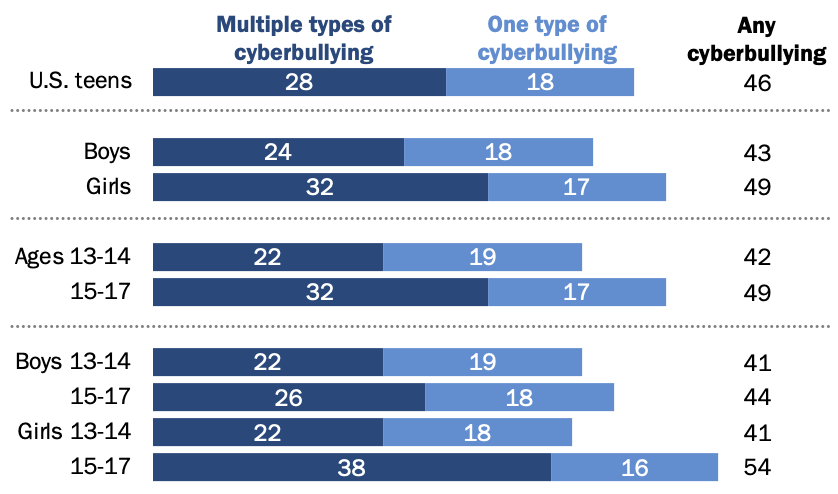 Multiple types of cyberbullying
One type of cyberbullying
Any cyberbullying
U.S. teens 28 18 46
Boys 24 18 43
Girls 32 17 49
Ages 13-14 22 19 42
15-17 32 17 49
Boys 13-14 22 19 41
15-17 26 18 44
Girls 13-14 22 18 41
15-17 38 16 54